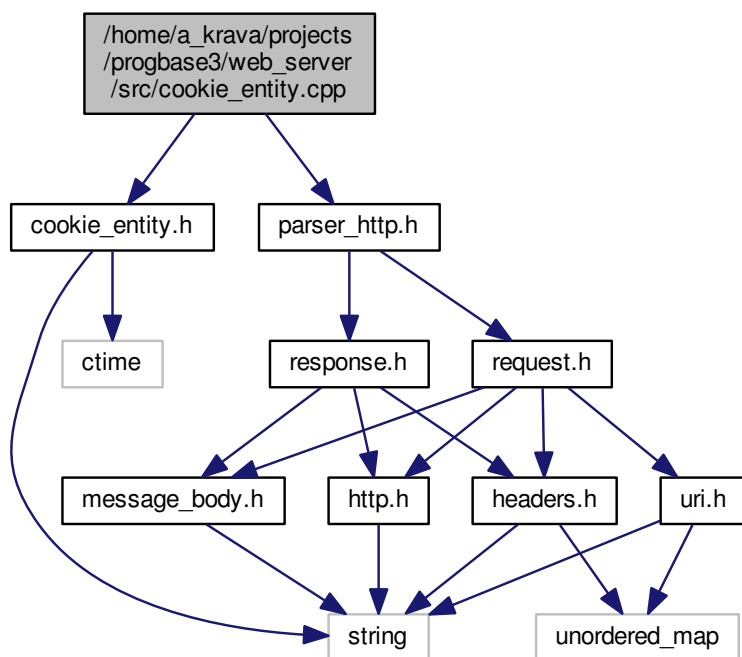 /home/a_krava/projects
/progbase3/web_server
/src/cookie_entity.cpp
cookie_entity.h
parser_http.h
ctime
response.h
request.h
message_body.h
http.h
headers.h
uri.h
string
unordered_map